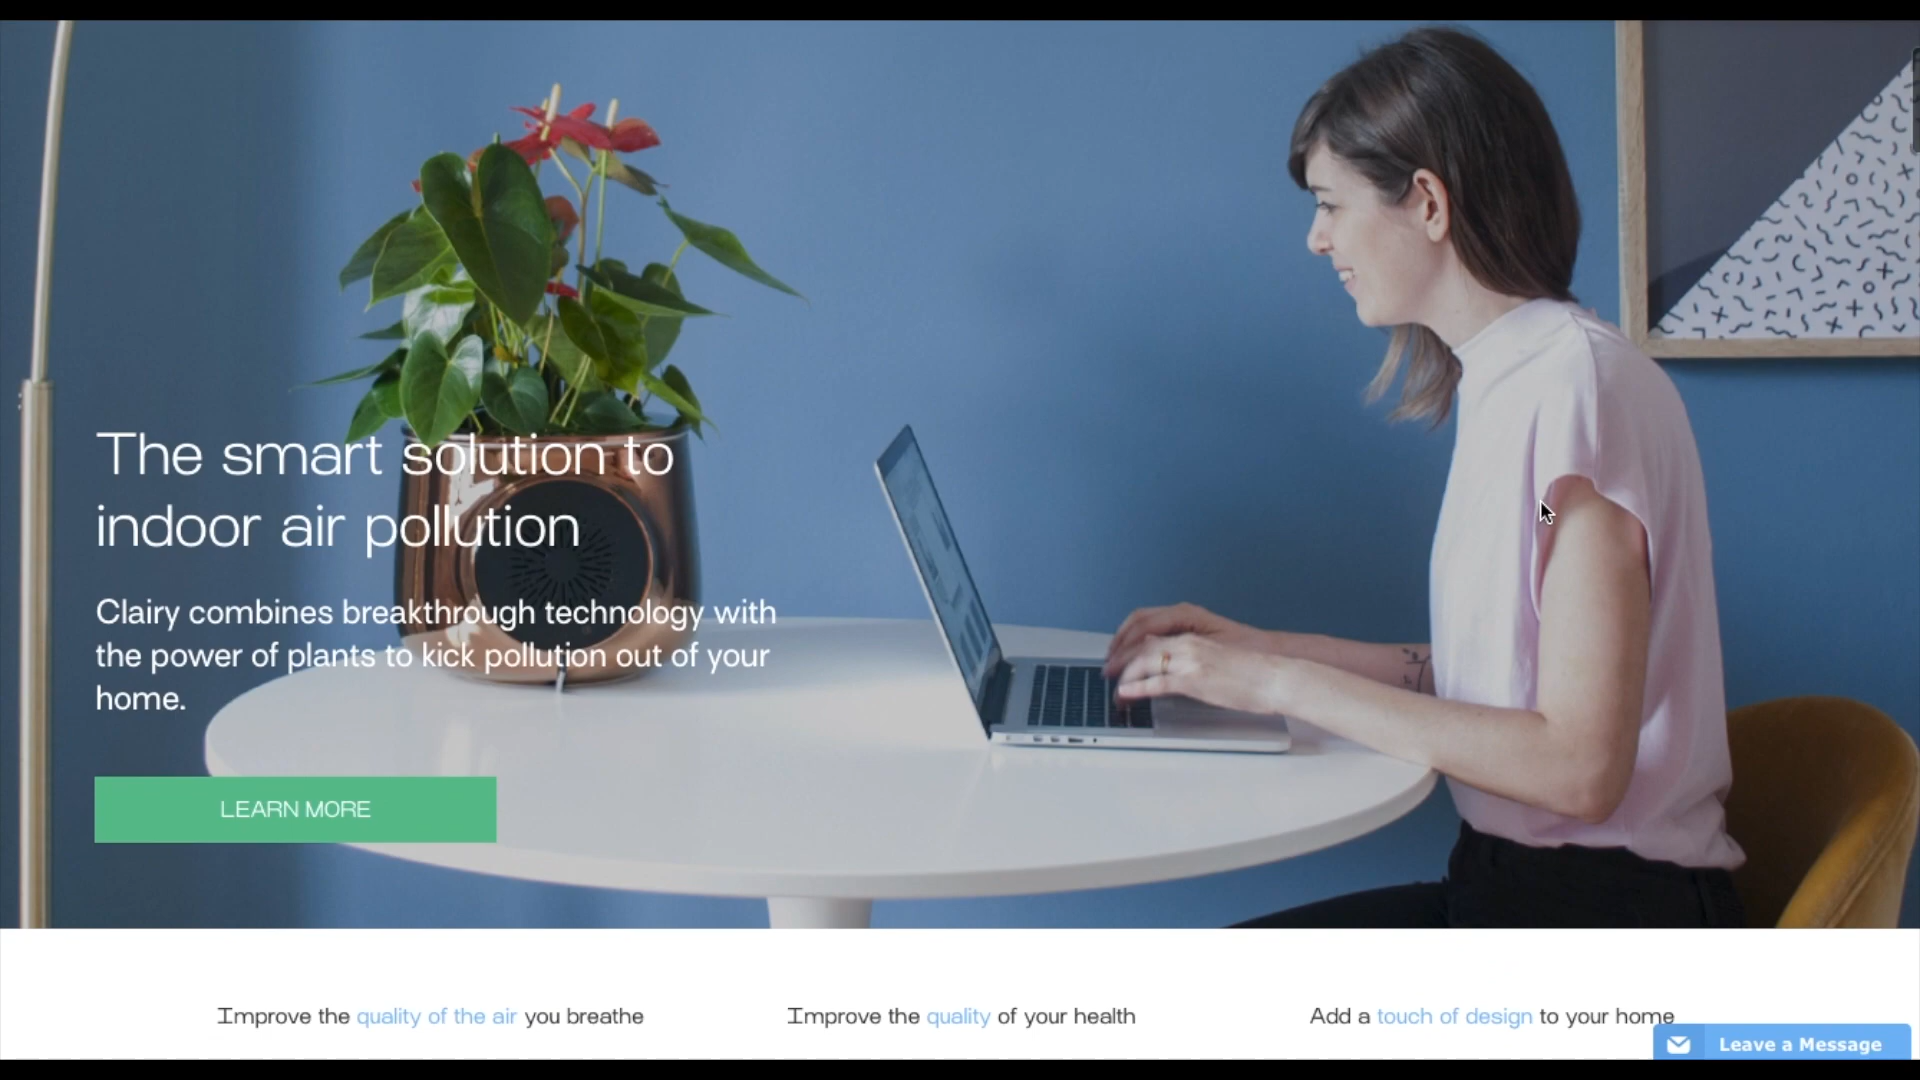 The smart solution to
indoor air pollution
Clairy combines breakthrough technology with
the power of plants to kick pollution out of your
home.
LEARN MORE
Improve the quality of the air you breathe
Improve the quality of your health
Add a touch of design to your home
Leave a Message